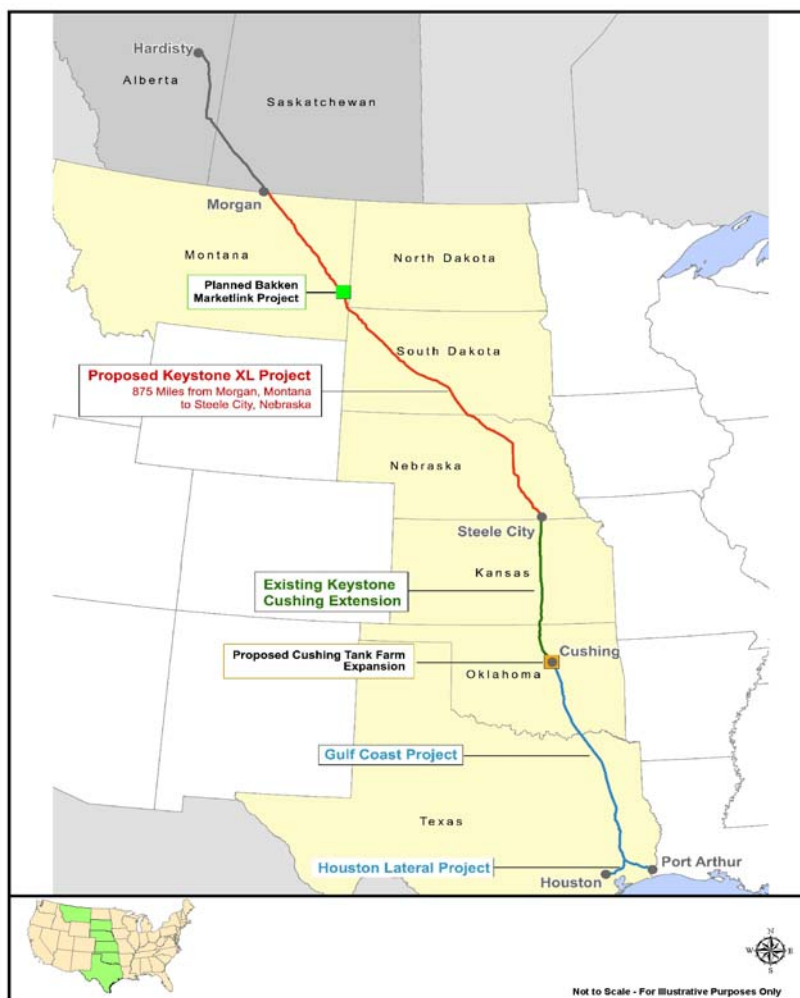 Hardisty
Alberta
Saskatchewan
Morgan
Montana
North Dakota
Planned Bakken
Marketlink Project
South Dakota
Proposed Keystone XL Project
875 Miles from Morgan, Montana
to Steele City, Nebraska
Nebraska
Steele City
Kansas
Existing Keystone
Cushing Extension
Cushing
Proposed Cushing Tank Farm
Expansion
Oklahoma
Gulf Coast Project
Texas
Port Arthur
Houston Lateral Project
Houston
N
W E
S
Not to Scale - For Illustrative Purposes Only